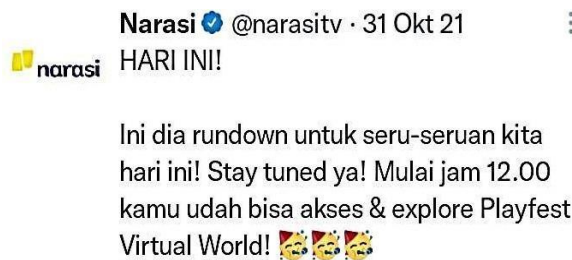 Narasi @narasitv · 31 Okt 21
narasi HARI INI!
Ini dia rundown untuk seru-seruan kita
hari ini! Stay tuned ya! Mulai jam 12.00
kamu udah bisa akses & explore Playfest
Virtual World! 🥳🥳🥳